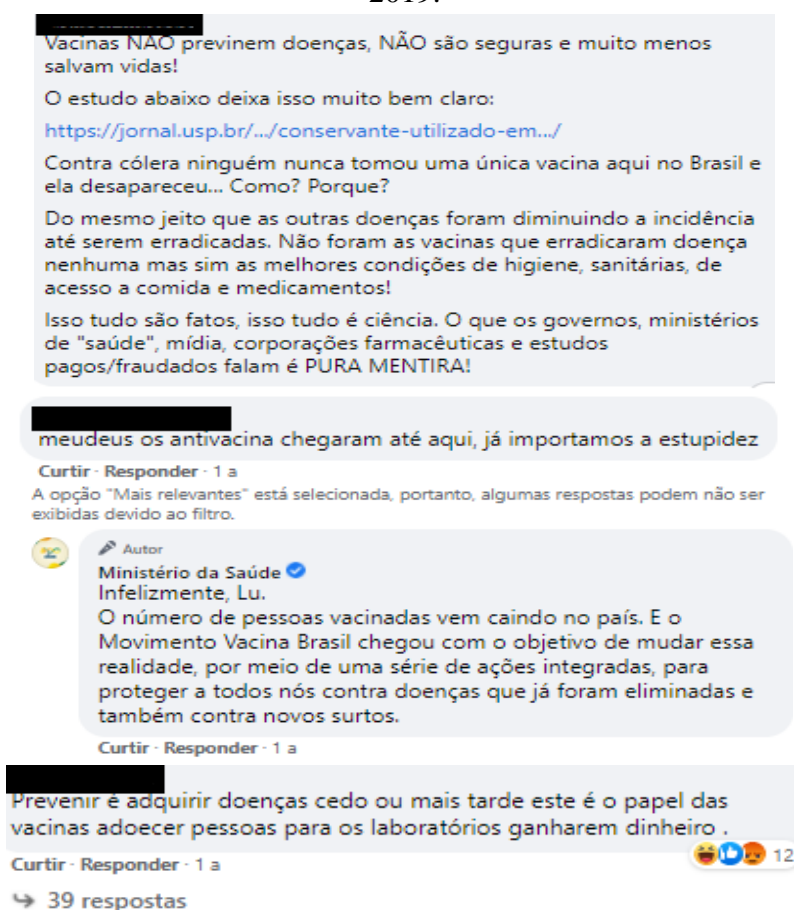 2019.
Vacinas NÃO previnem doenças, NÃO são seguras e muito menos
salvam vidas!
O estudo abaixo deixa isso muito bem claro:
https://jornal.usp.br/.../conservante-utilizado-em.../
Contra cólera ninguém nunca tomou uma única vacina aqui no Brasil e
ela desapareceu... Como? Porque?
Do mesmo jeito que as outras doenças foram diminuindo a incidência
até serem erradicadas. Não foram as vacinas que erradicaram doença
nenhuma mas sim as melhores condições de higiene, sanitárias, de
acesso a comida e medicamentos!
Isso tudo são fatos, isso tudo é ciência. O que os governos, ministérios
de "saúde", mídia, corporações farmacêuticas e estudos
pagos/fraudados falam é PURA MENTIRA!
meudeus os antivacina chegaram até aqui, já importamos a estupidez
Curtir · Responder · 1 a
A opção "Mais relevantes" está selecionada, portanto, algumas respostas podem não ser
exibidas devido ao filtro.
Autor
Ministério da Saúde
Infelizmente, Lu.
O número de pessoas vacinadas vem caindo no país. E o
Movimento Vacina Brasil chegou com o objetivo de mudar essa
realidade, por meio de uma série de ações integradas, para
proteger a todos nós contra doenças que já foram eliminadas e
também contra novos surtos.
Curtir · Responder · 1 a
Prevenir é adquirir doenças cedo ou mais tarde este é o papel das
vacinas adoecer pessoas para os laboratórios ganharem dinheiro .
Curtir · Responder · 1 a
12
39 respostas